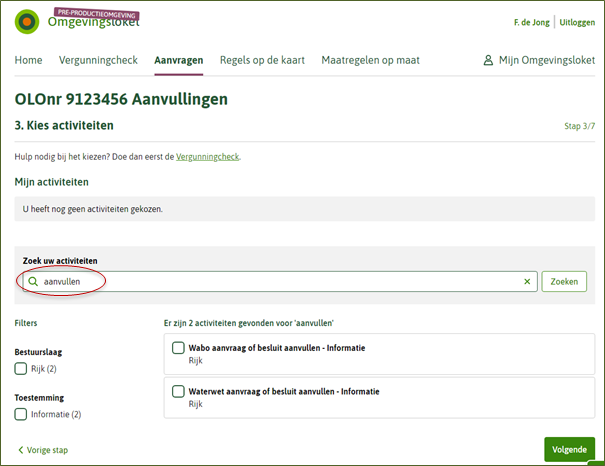 PRE-PRODUCTIEOMGEVING
Omgevingsloket
F. de Jong Uitloggen
Home Vergunningcheck Aanvragen Regels op de kaart Maatregelen op maat Mijn Omgevingsloket
OLOnr 9123456 Aanvullingen
3. Kies activiteiten Stap 3/7
Hulp nodig bij het kiezen? Doe dan eerst de Vergunningcheck.
Mijn activiteiten
U heeft nog geen activiteiten gekozen.
Zoek uw activiteiten
aanvullen Zoeken
Filters
Bestuurslaag
Rijk (2)
Toestemming
Informatie (2)
Er zijn 2 activiteiten gevonden voor 'aanvullen'
Wabo aanvraag of besluit aanvullen - Informatie
Rijk
Waterwet aanvraag of besluit aanvullen - Informatie
Rijk
Vorige stap Volgende